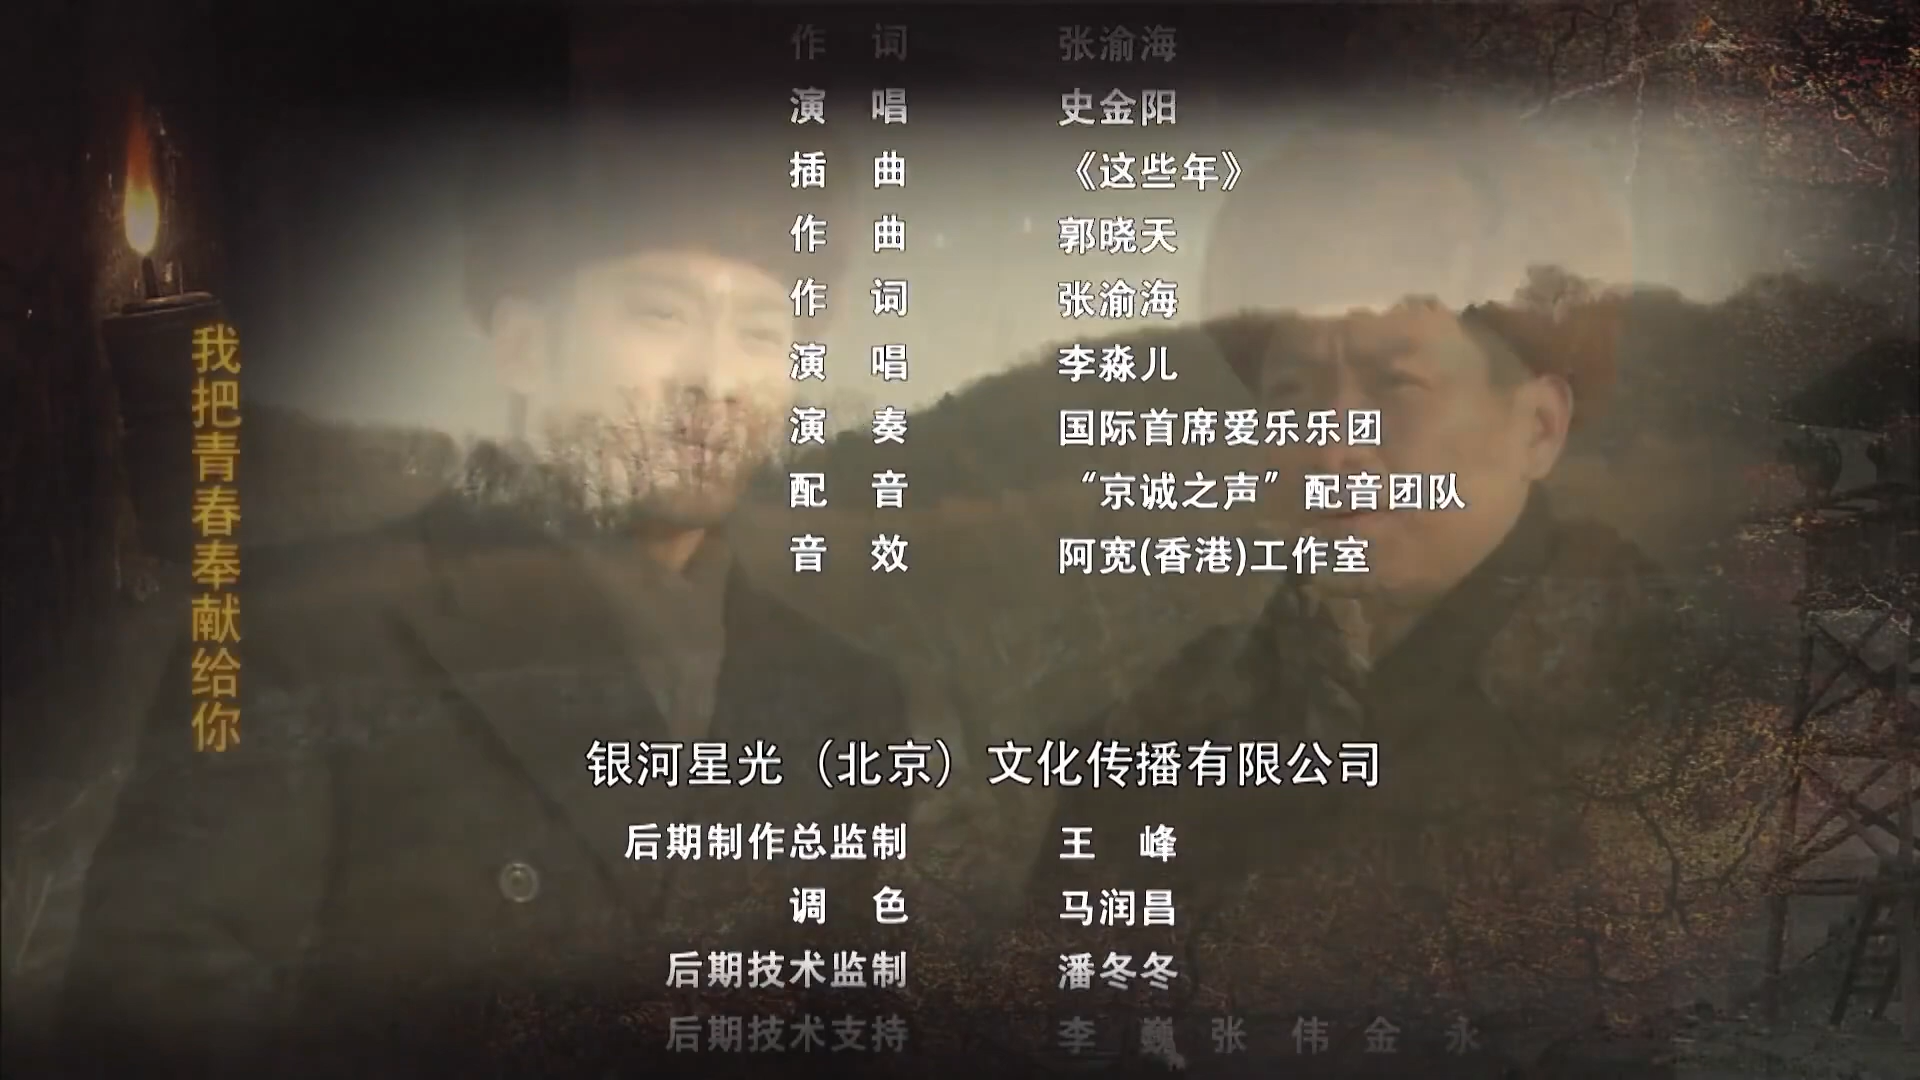 作 词 张渝海
演 唱 史金阳
插 曲 《这些年》
作 曲 郭晓天
作 词 张渝海
演 唱 李淼儿
演 奏 国际首席爱乐乐团
配 音 “京诚之声”配音团队
音 效 阿宽(香港)工作室
我把青春奉献给你
银河星光（北京）文化传播有限公司
后期制作总监制 王 峰
调 色 马润昌
后期技术监制 潘冬冬
后期技术支持 李 巍 张 伟 金 永